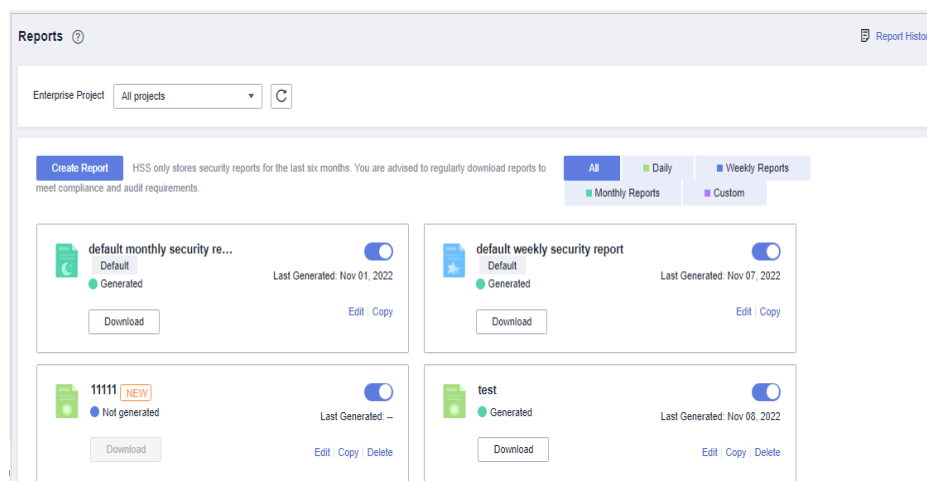 Reports ?
Report Histor
Enterprise Project All projects
Create Report HSS only stores security reports for the last six months. You are advised to regularly download reports to
meet compliance and audit requirements.
All Daily Weekly Reports
Monthly Reports Custom
default monthly security re...
Default
Generated
Last Generated: Nov 01, 2022
Download
Edit Copy
default weekly security report
Default
Generated
Last Generated: Nov 07, 2022
Download
Edit Copy
11111 NEW
Not generated
Last Generated: --
Download
Edit Copy Delete
test
Generated
Last Generated: Nov 08, 2022
Download
Edit Copy Delete